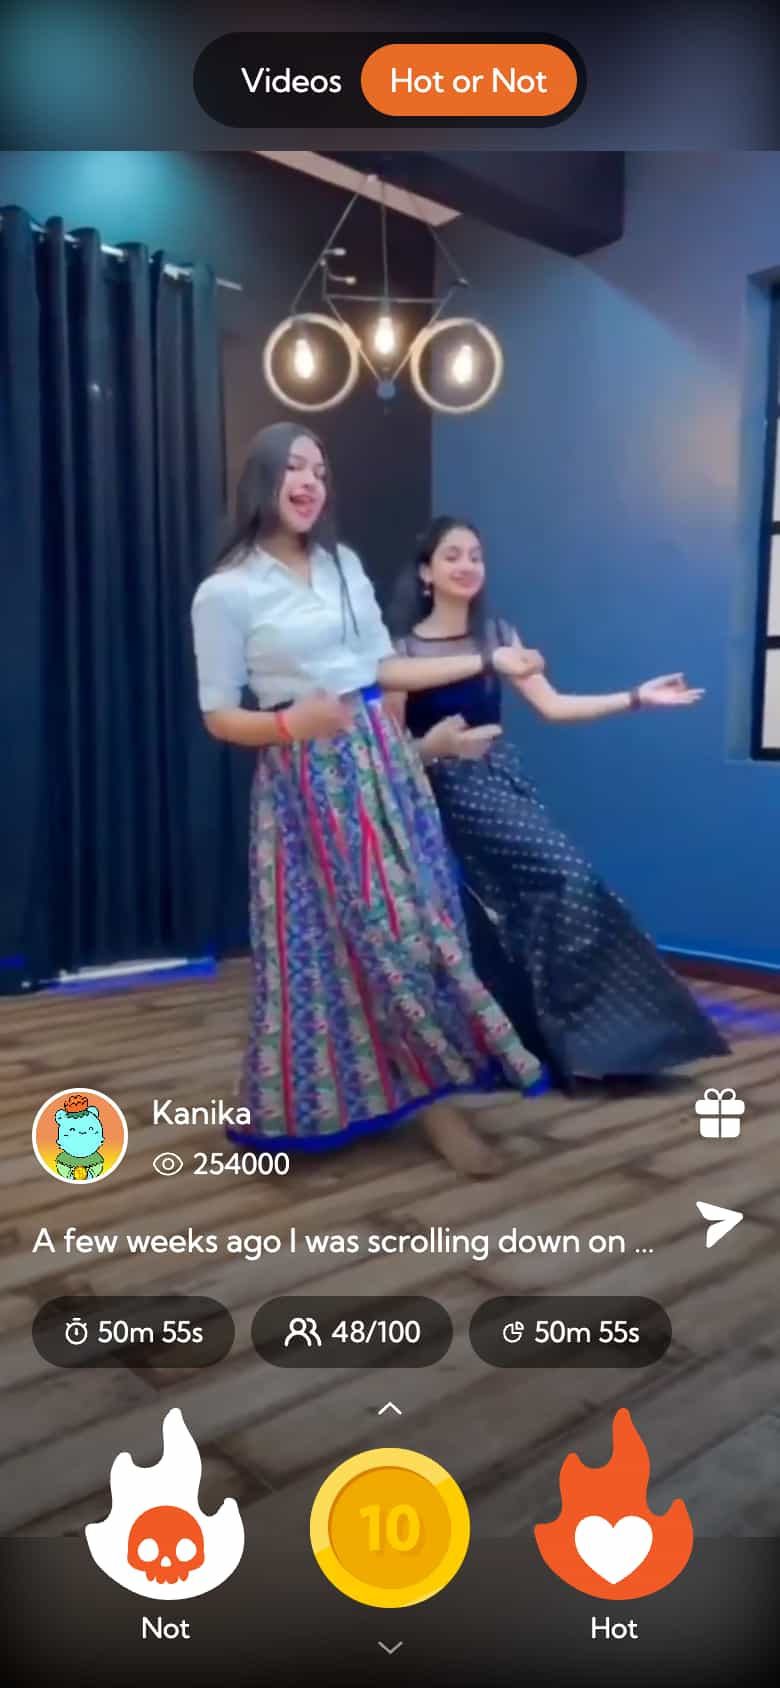 Videos
Hot or Not
Kanika
254000
A few weeks ago I was scrolling down on ...
50m 55s
48/100
50m 55s
10
Not
Hot